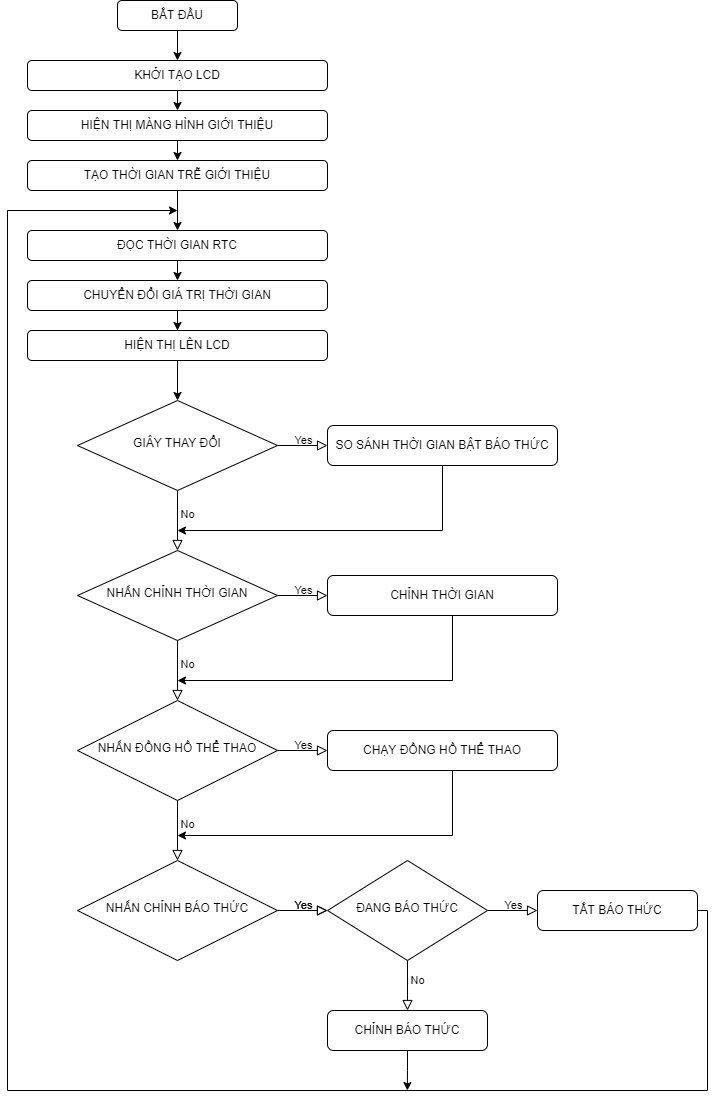 BẮT ĐẦU
KHỞI TẠO LCD
HIỆN THỊ MÀNG HÌNH GIỚI THIỆU
TẠO THỜI GIAN TRỄ GIỚI THIỆU
ĐỌC THỜI GIAN RTC
CHUYỂN ĐỔI GIÁ TRỊ THỜI GIAN
HIỆN THỊ LÊN LCD
GIÂY THAY ĐỔI
Yes
SO SÁNH THỜI GIAN BẬT BÁO THỨC
No
NHẤN CHỈNH THỜI GIAN
Yes
CHỈNH THỜI GIAN
No
NHẤN ĐỒNG HỒ THỂ THAO
Yes
CHẠY ĐỒNG HỒ THỂ THAO
No
NHẤN CHỈNH BÁO THỨC
Yes
ĐANG BÁO THỨC
Yes
TẮT BÁO THỨC
No
CHỈNH BÁO THỨC